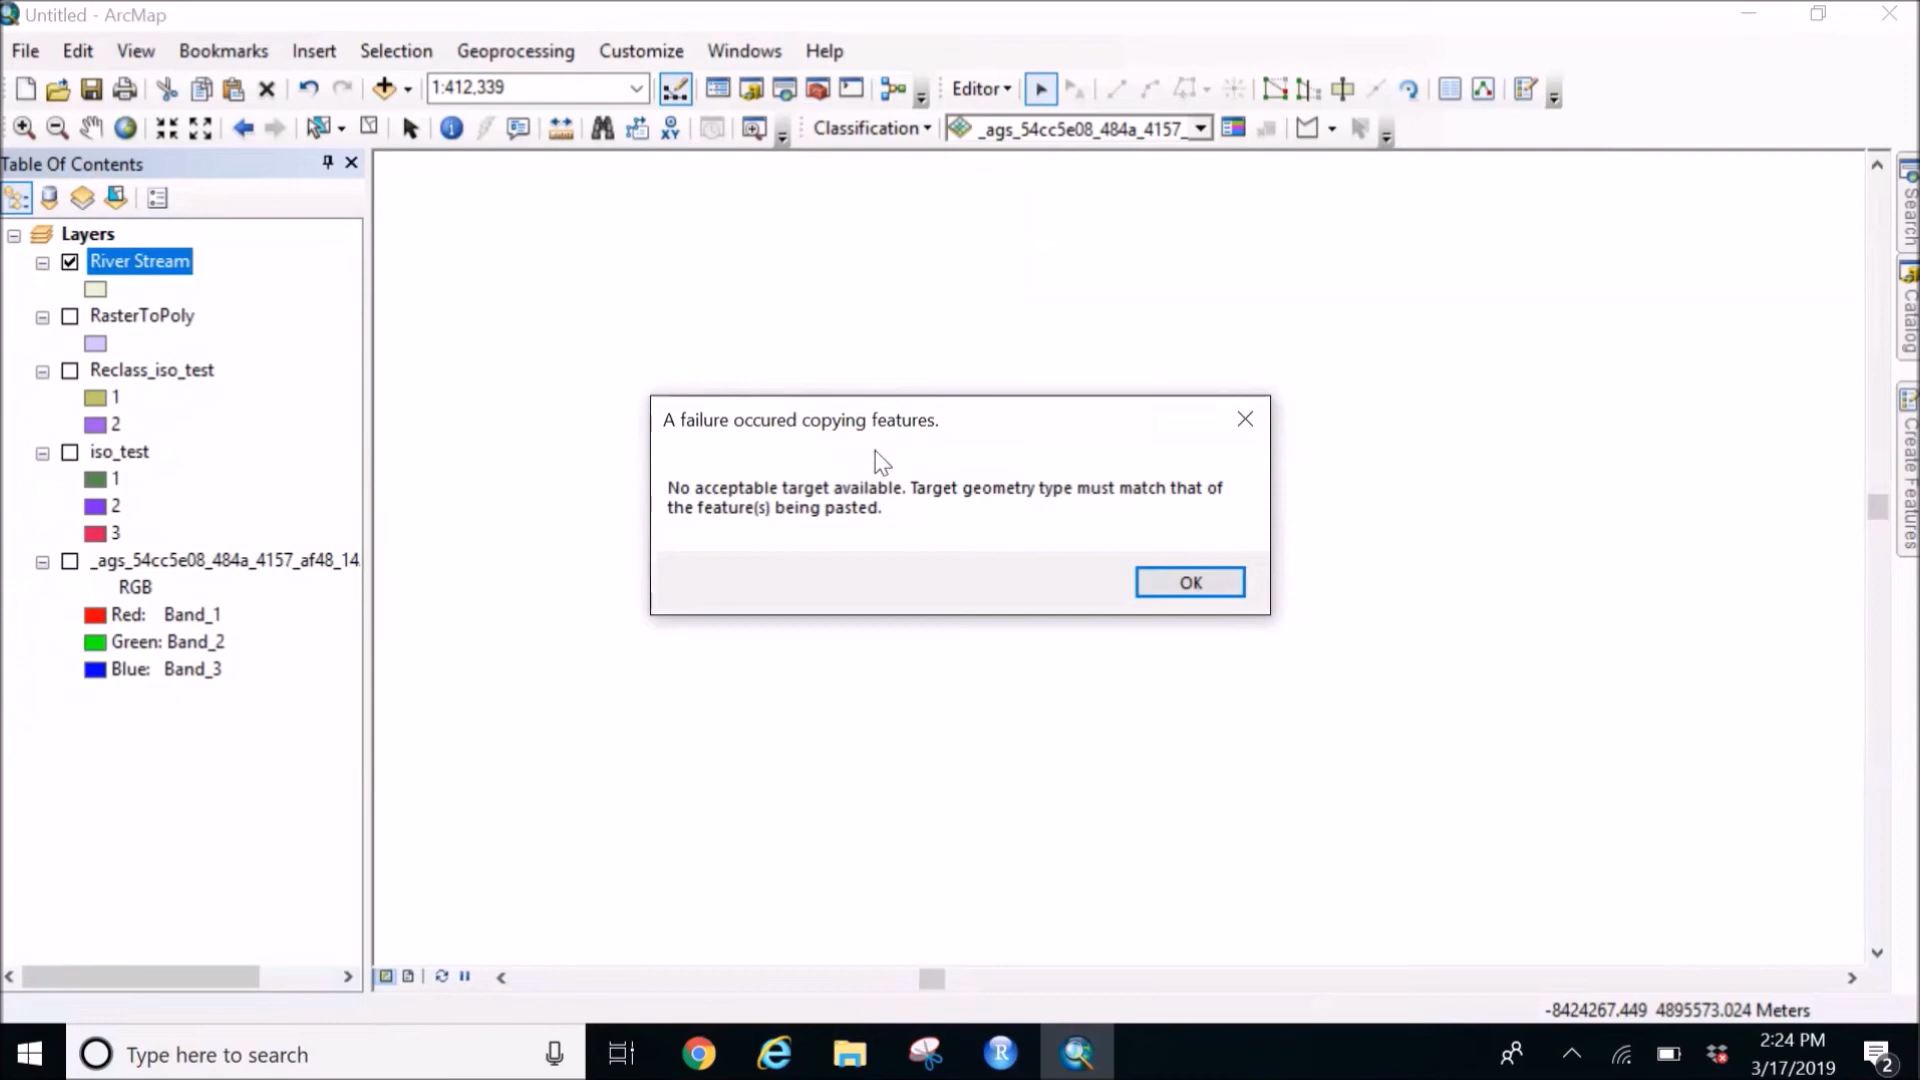 Untitled - ArcMap
File Edit View Bookmarks Insert Selection Geoprocessing Customize Windows Help
1:412,339
Editor
Classification
_ags_54cc5e08_484a_4157_
Table Of Contents
Layers
River Stream
RasterToPoly
Reclass_iso_test
1
2
iso_test
1
2
3
_ags_54cc5e08_484a_4157_af48_14
RGB
Red: Band_1
Green: Band_2
Blue: Band_3
A failure occured copying features.
No acceptable target available. Target geometry type must match that of
the feature(s) being pasted.
OK
Search
Catalog
Create Features
-8424267.449 4895573.024 Meters
Type here to search
R
2:24 PM
3/17/2019
2